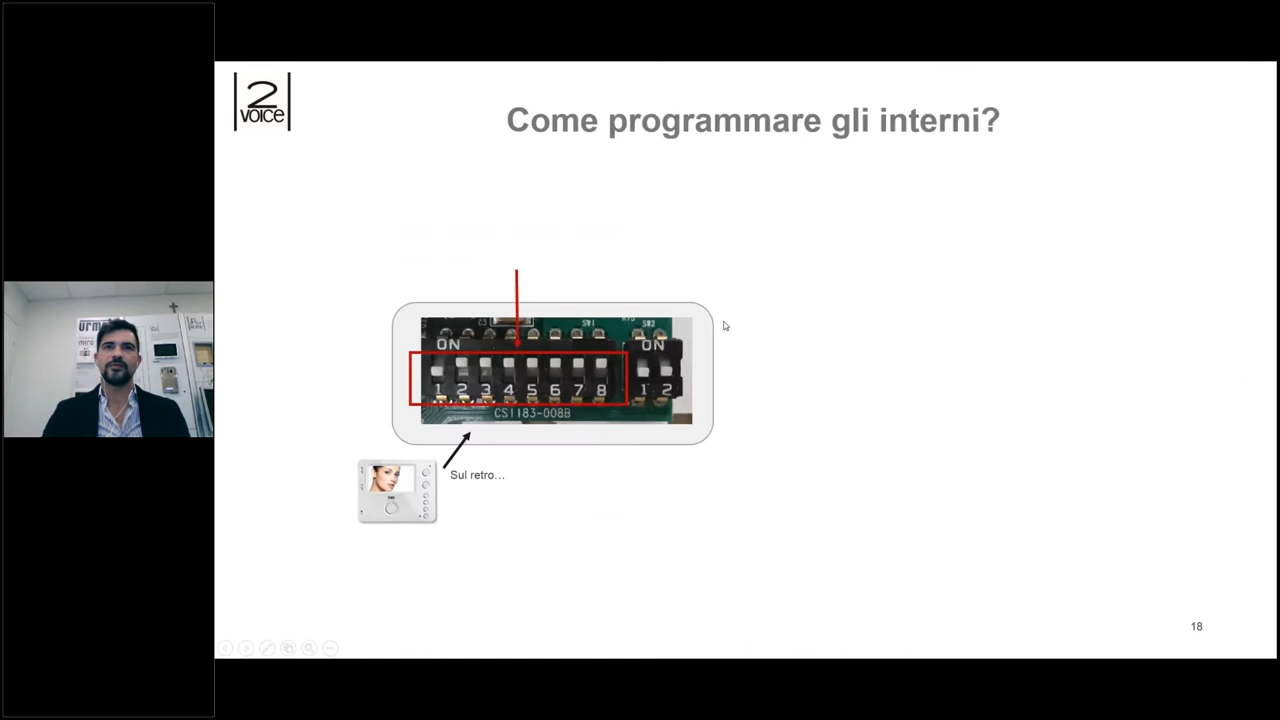 2
VOICE
Come programmare gli interni?
C3
SW1
SW2
ON
ON
1 2 3 4 5 6 7 8
1 2
CS1183-008B
Sul retro...
18